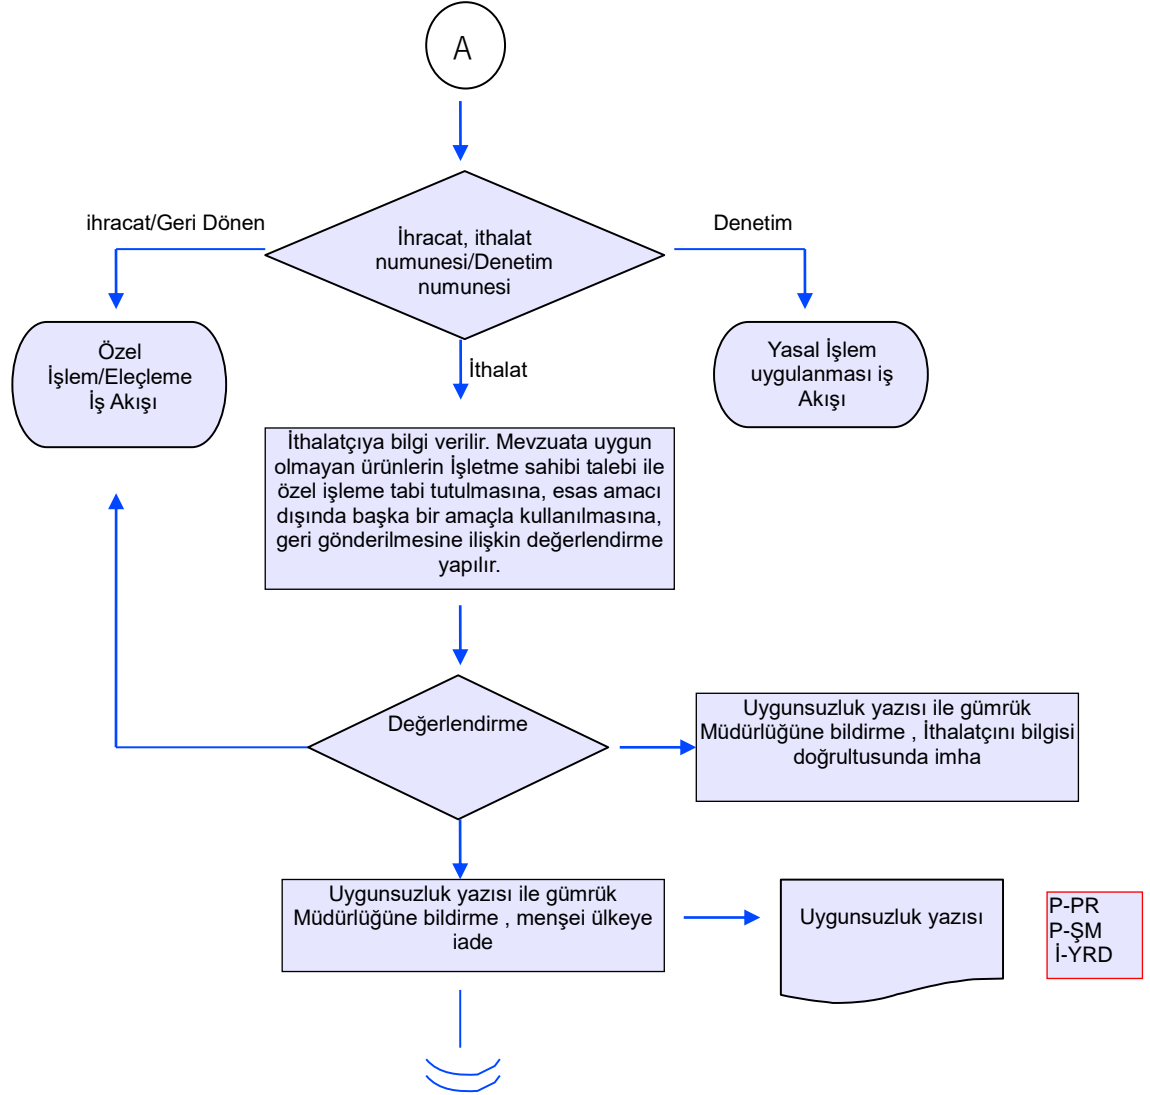 A
ihracat/Geri Dönen
Denetim
İhracat, ithalat
numunesi/Denetim
numunesi
Özel
İşlem/Eleçleme
İş Akışı
İthalat
Yasal İşlem
uygulanması iş
Akışı
İthalatçıya bilgi verilir. Mevzuata uygun
olmayan ürünlerin İşletme sahibi talebi ile
özel işleme tabi tutulmasına, esas amacı
dışında başka bir amaçla kullanılmasına,
geri gönderilmesine ilişkin değerlendirme
yapılır.
Değerlendirme
Uygunsuzluk yazısı ile gümrük
Müdürlüğüne bildirme , İthalatçını bilgisi
doğrultusunda imha
Uygunsuzluk yazısı ile gümrük
Müdürlüğüne bildirme , menşei ülkeye
iade
Uygunsuzluk yazısı
P-PR
P-ŞM
İ-YRD